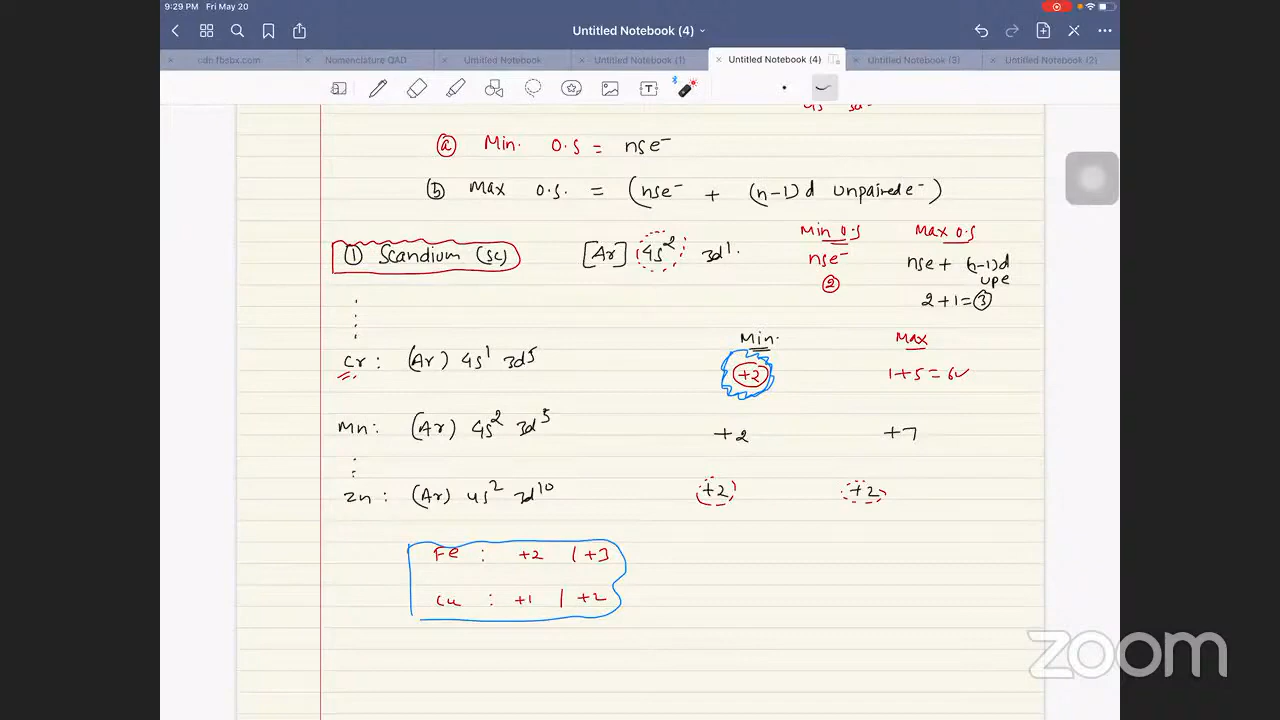 9:29 PM Fri May 20
Untitled Notebook (4)
cdn.fbsbx.com
Nomenclature QAD
Untitled Notebook
Untitled Notebook (1)
Untitled Notebook (4)
Untitled Notebook (3)
Untitled Notebook (2)
(a) Min. O.S = nse⁻
(b) Max O.S. = (nse⁻ + (n-1)d unpaired e⁻)
(1) Scandium (Sc) [Ar] 4s² 3d¹.
Min O.S
nse⁻
(2)
Max O.S
nse + (n-1)d
upe
2+1=(3)
Min. Max
Cr : (Ar) 4s¹ 3d⁵ +2 1+5=6✓
Mn : (Ar) 4s² 3d⁵ +2 +7
Zn : (Ar) 4s² 3d¹⁰ +2 +2
Fe : +2 | +3
Cu : +1 | +2
zoom